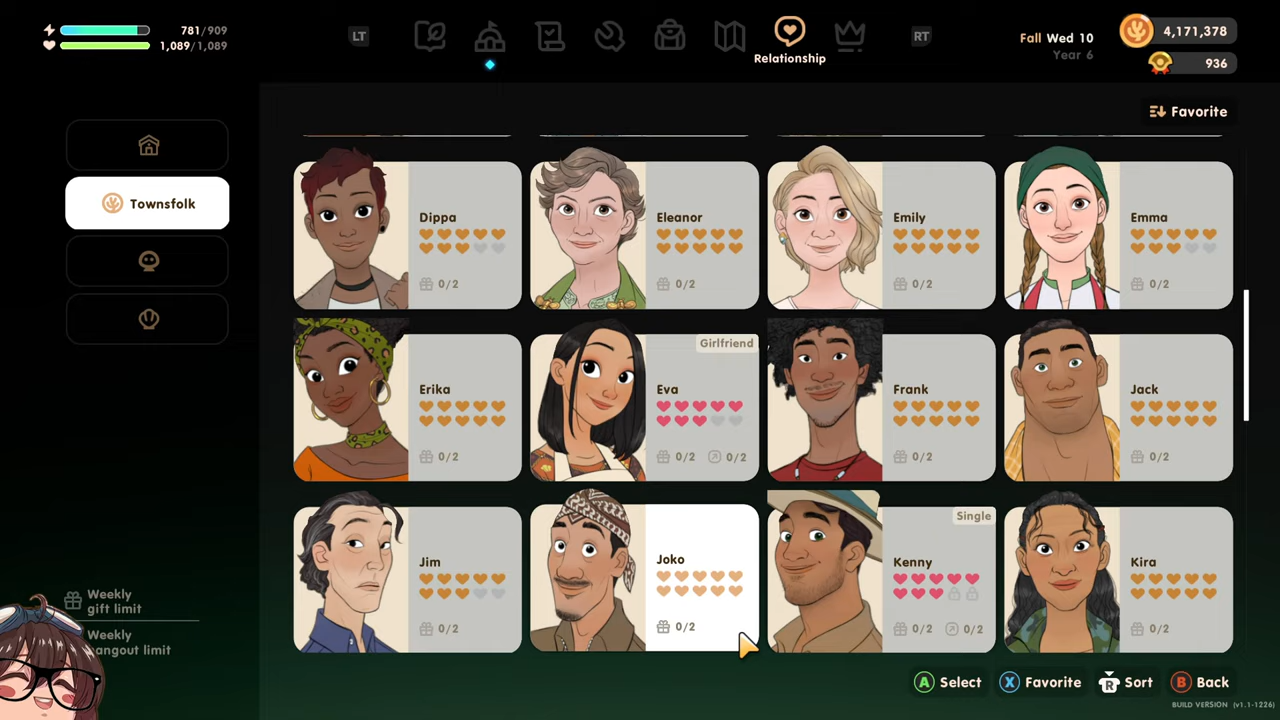 781/909
1,089/1,089
LT
Relationship
RT
Fall Wed 10
Year 6
4,171,378
936
Favorite
Townsfolk
Dippa
0/2
Eleanor
0/2
Emily
0/2
Emma
0/2
Erika
0/2
Girlfriend
Eva
0/2 0/2
Frank
0/2
Jack
0/2
Jim
0/2
Joko
0/2
Single
Kenny
0/2 0/2
Kira
0/2
Weekly
gift limit
Weekly
hangout limit
A Select
X Favorite
R Sort
B Back
BUILD VERSION (v1.1-1226)